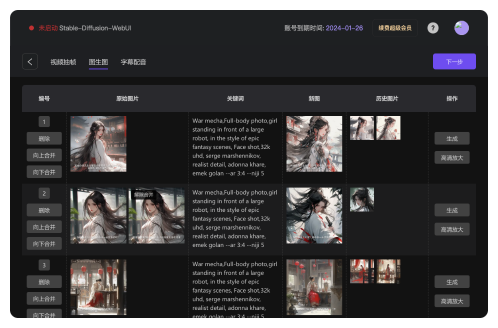 未启动 Stable-Diffusion-WebUI
账号到期时间: 2024-01-26
续费超级会员
?
视频抽帧
图生图
字幕配音
下一步
编号
原始图片
关键词
新图
历史图片
操作
1
删除
向上合并
向下合并
War mecha,Full-body photo,girl
standing in front of a large
robot, in the style of epic
fantasy scenes, Face shot,32k
uhd, serge marshennikov,
realist detail, adonna khare,
emek golan --ar 3:4 --niji 5
生成
高清放大
2
删除
向上合并
向下合并
War mecha,Full-body photo,girl
standing in front of a large
robot, in the style of epic
fantasy scenes, Face shot,32k
uhd, serge marshennikov,
realist detail, adonna khare,
emek golan --ar 3:4 --niji 5
生成
高清放大
3
删除
向上合并
向下合并
War mecha,Full-body photo,girl
standing in front of a large
robot, in the style of epic
fantasy scenes, Face shot,32k
uhd, serge marshennikov,
realist detail, adonna khare,
emek golan --ar 3:4 --niji 5
生成
高清放大